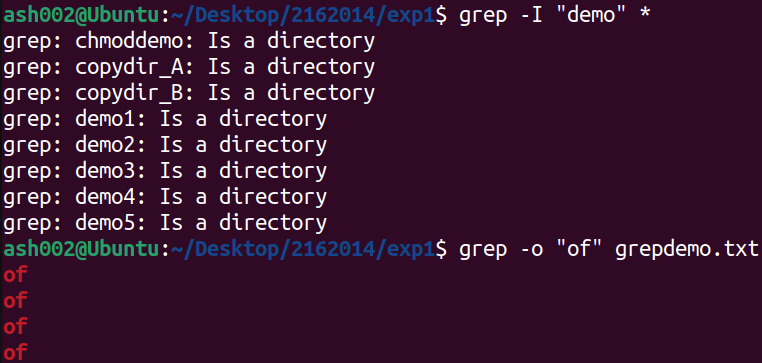 ash002@Ubuntu:~/Desktop/2162014/exp1$ grep -I "demo" *
grep: chmoddemo: Is a directory
grep: copydir_A: Is a directory
grep: copydir_B: Is a directory
grep: demo1: Is a directory
grep: demo2: Is a directory
grep: demo3: Is a directory
grep: demo4: Is a directory
grep: demo5: Is a directory
ash002@Ubuntu:~/Desktop/2162014/exp1$ grep -o "of" grepdemo.txt
of
of
of
of